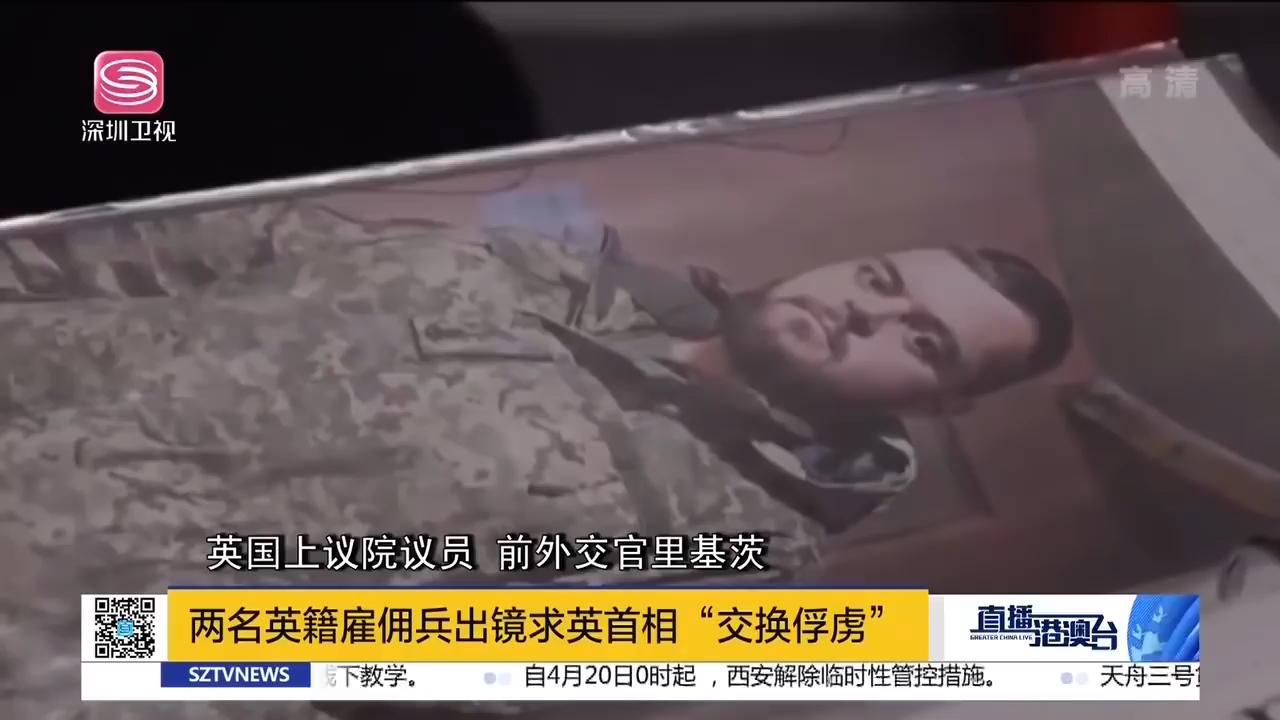 深圳卫视
高清
英国上议院议员 前外交官里基茨
两名英籍雇佣兵出镜求英首相“交换俘虏”
直播港澳台
GREATER CHINA LIVE
SZTVNEWS
下教学。 自4月20日0时起 ，西安解除临时性管控措施。 天舟三号